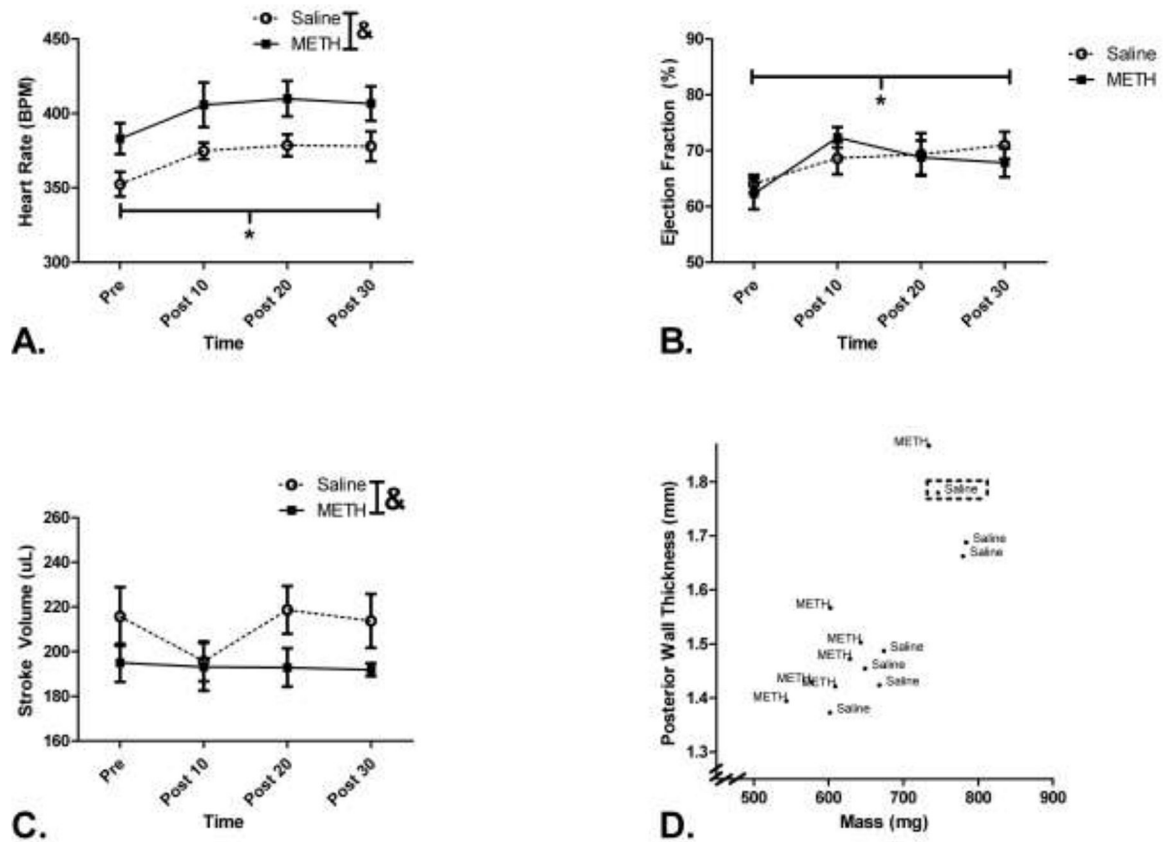 Saline
METH
&
450
400
350
300
Heart Rate (BPM)
*
Pre
Post 10
Post 20
Post 30
Time
A.
Saline
METH
90
80
70
60
50
Ejection Fraction (%)
*
Pre
Post 10
Post 20
Post 30
Time
B.
Saline
METH
&
260
240
220
200
180
160
Stroke Volume (uL)
Pre
Post 10
Post 20
Post 30
Time
C.
METH
Saline
Saline
Saline
METH
METH
Saline
METH
Saline
METH
METH
Saline
METH
Saline
1.8
1.7
1.6
1.5
1.4
1.3
Posterior Wall Thickness (mm)
500
600
700
800
900
Mass (mg)
D.